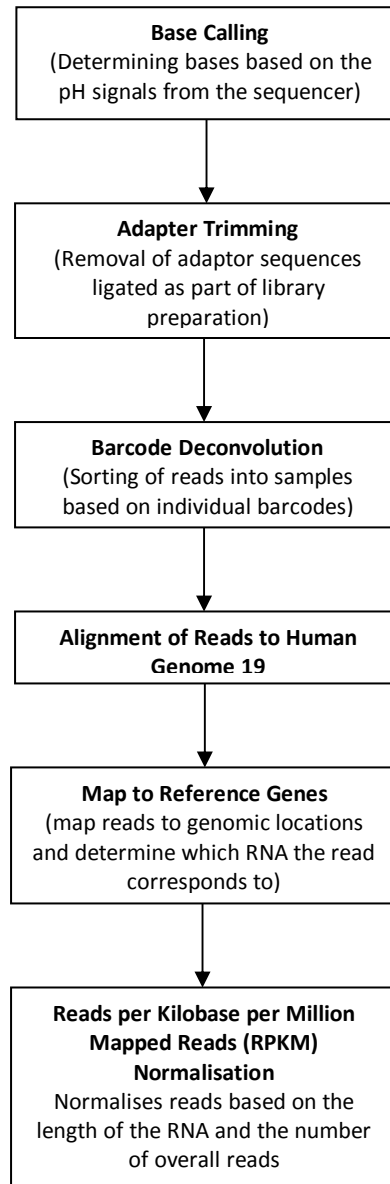 Base Calling
(Determining bases based on the
pH signals from the sequencer)
Adapter Trimming
(Removal of adaptor sequences
ligated as part of library
preparation)
Barcode Deconvolution
(Sorting of reads into samples
based on individual barcodes)
Alignment of Reads to Human
Genome 19
Map to Reference Genes
(map reads to genomic locations
and determine which RNA the read
corresponds to)
Reads per Kilobase per Million
Mapped Reads (RPKM)
Normalisation
Normalises reads based on the
length of the RNA and the number
of overall reads